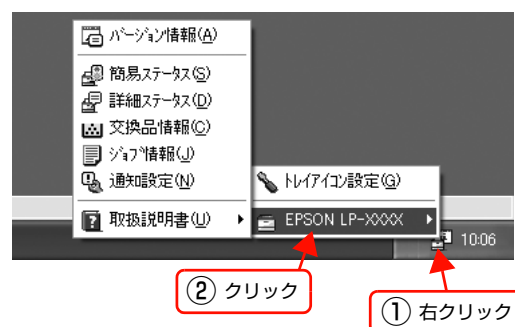 バージョン情報(A)
簡易ステータス(S)
詳細ステータス(D)
交換品情報(C)
ジョブ情報(J)
通知設定(N)
取扱説明書(U)
トレイアイコン設定(G)
EPSON LP-XXXX
10:06
② クリック
① 右クリック